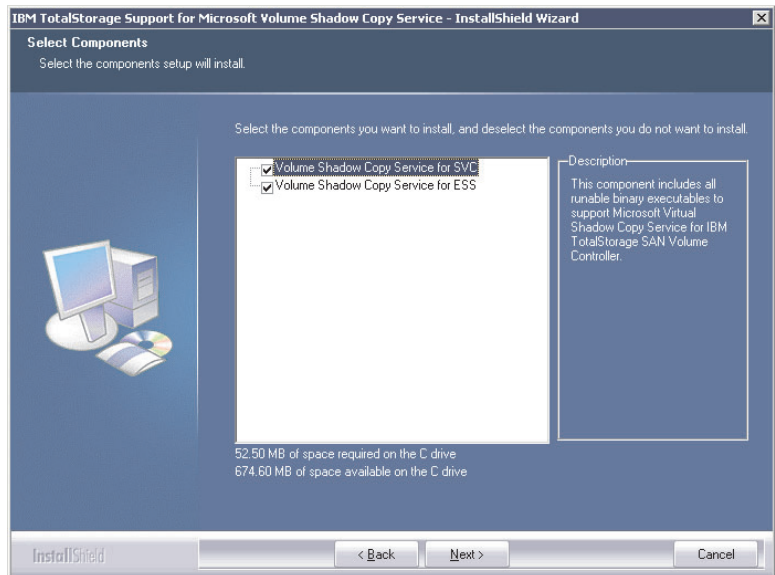 IBM TotalStorage Support for Microsoft Volume Shadow Copy Service - InstallShield Wizard
Select Components
Select the components setup will install.
Select the components you want to install, and deselect the components you do not want to install.
Volume Shadow Copy Service for SVC
Volume Shadow Copy Service for ESS
Description
This component includes all
runable binary executables to
support Microsoft Virtual
Shadow Copy Service for IBM
TotalStorage SAN Volume
Controller.
52.50 MB of space required on the C drive
674.60 MB of space available on the C drive
InstallShield
< Back
Next >
Cancel